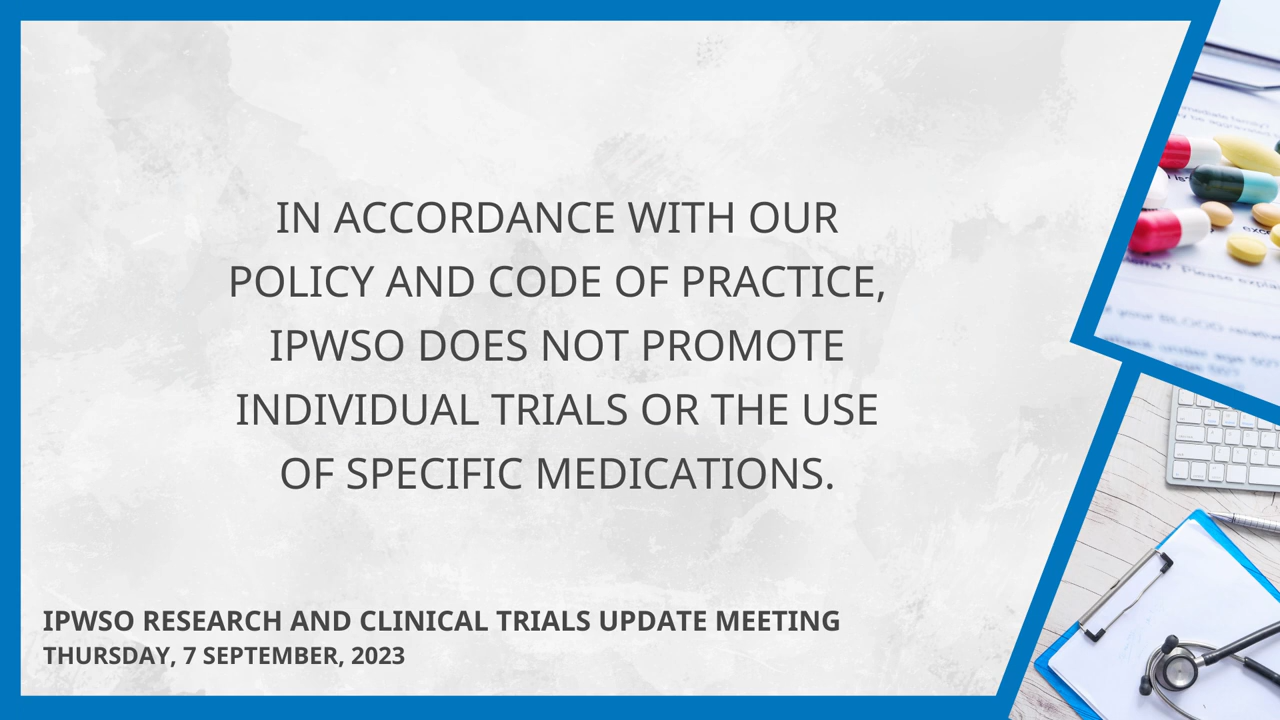 IN ACCORDANCE WITH OUR
POLICY AND CODE OF PRACTICE,
IPWSO DOES NOT PROMOTE
INDIVIDUAL TRIALS OR THE USE
OF SPECIFIC MEDICATIONS.
IPWSO RESEARCH AND CLINICAL TRIALS UPDATE MEETING
THURSDAY, 7 SEPTEMBER, 2023